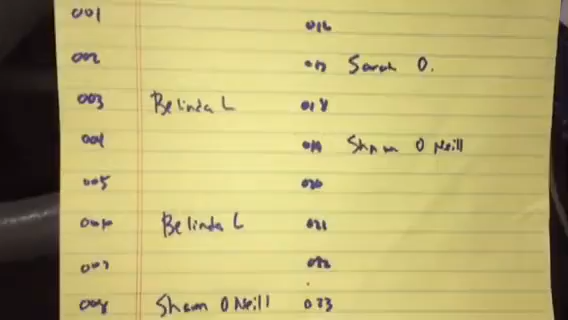 001 016
002 017 Sarah O.
003 Belinda L 018
004 019 Shawn O Neill
005 020
006 Belinda L 021
007 022
008 Shawn O Neill 023